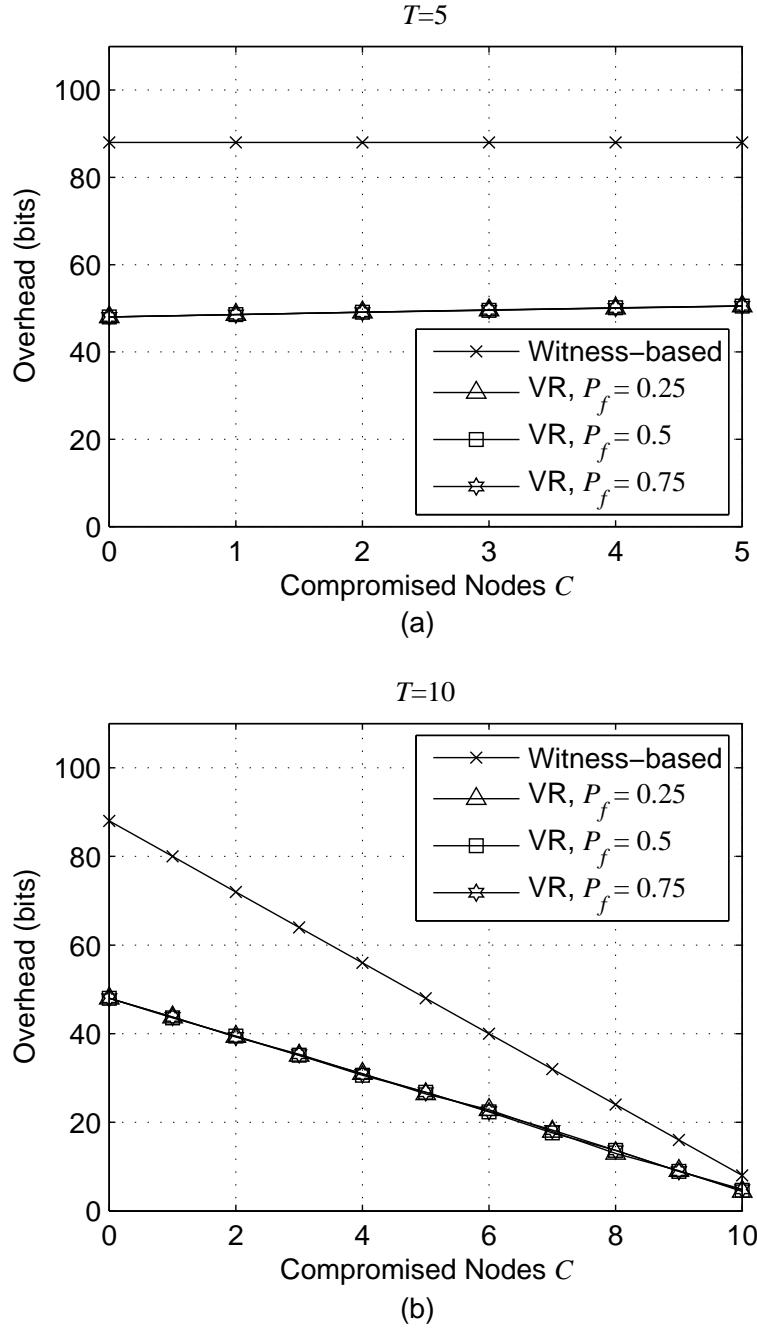 T=5
100
80
60
40
20
0
Overhead (bits)
Witness−based
VR, P_f = 0.25
VR, P_f = 0.5
VR, P_f = 0.75
0 1 2 3 4 5
Compromised Nodes C
(a)
T=10
100
80
60
40
20
0
Overhead (bits)
Witness−based
VR, P_f = 0.25
VR, P_f = 0.5
VR, P_f = 0.75
0 2 4 6 8 10
Compromised Nodes C
(b)